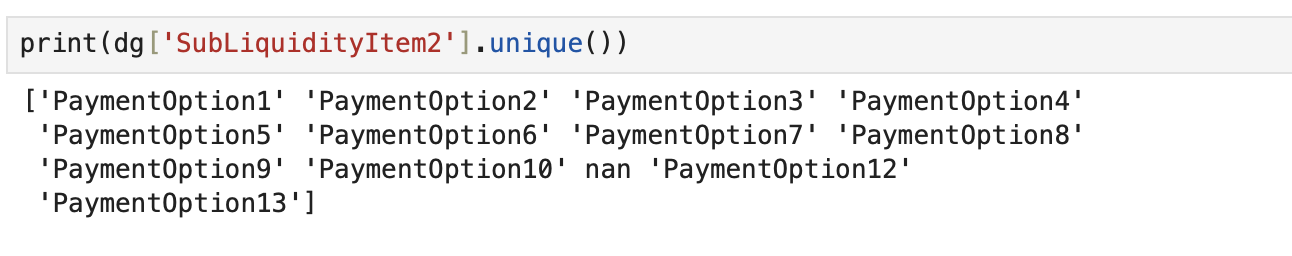 print(dg['SubLiquidityItem2'].unique())
['PaymentOption1' 'PaymentOption2' 'PaymentOption3' 'PaymentOption4'
 'PaymentOption5' 'PaymentOption6' 'PaymentOption7' 'PaymentOption8'
 'PaymentOption9' 'PaymentOption10' nan 'PaymentOption12'
 'PaymentOption13']